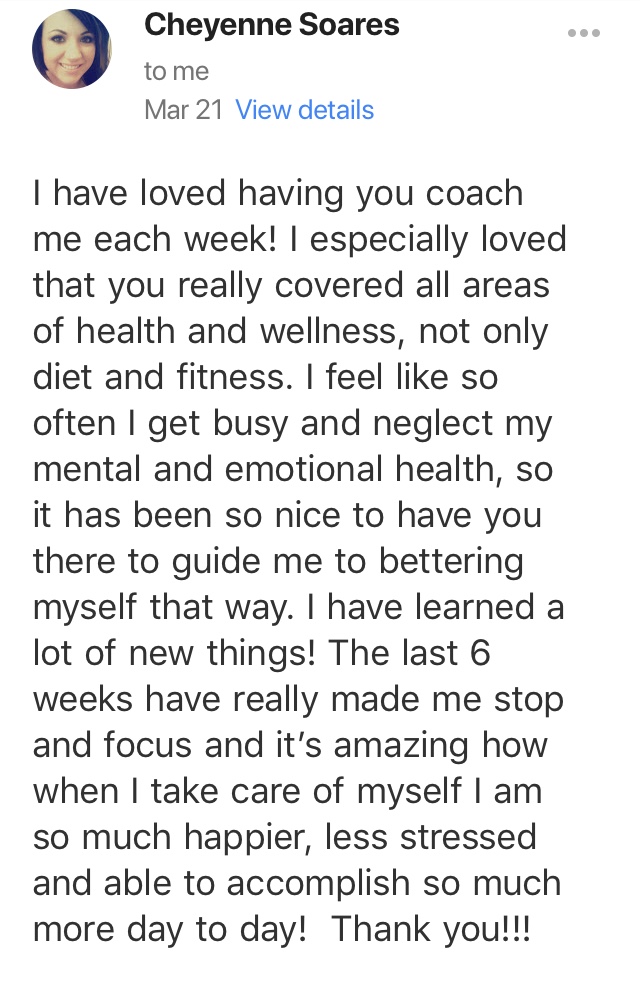 Cheyenne Soares
to me
Mar 21 View details
I have loved having you coach
me each week! I especially loved
that you really covered all areas
of health and wellness, not only
diet and fitness. I feel like so
often I get busy and neglect my
mental and emotional health, so
it has been so nice to have you
there to guide me to bettering
myself that way. I have learned a
lot of new things! The last 6
weeks have really made me stop
and focus and it’s amazing how
when I take care of myself I am
so much happier, less stressed
and able to accomplish so much
more day to day!  Thank you!!!